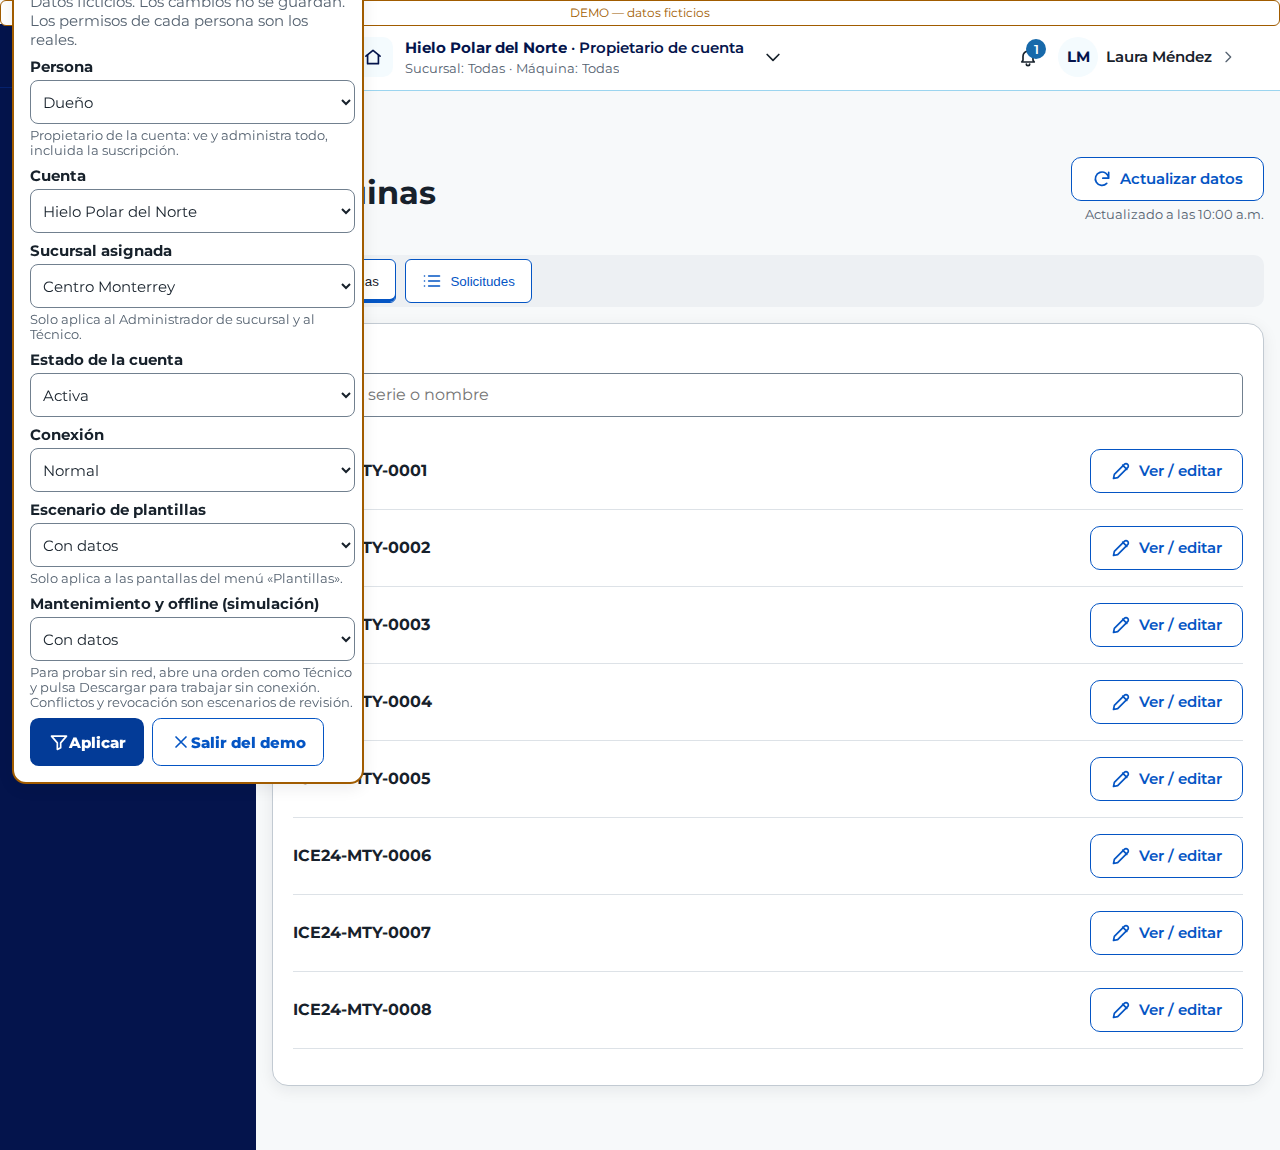 DEMO — datos ficticios
Datos ficticios. Los cambios no se guardan.
Los permisos de cada persona son los
reales.
Persona
Dueño
Propietario de la cuenta: ve y administra todo,
incluida la suscripción.
Cuenta
Hielo Polar del Norte
Sucursal asignada
Centro Monterrey
Solo aplica al Administrador de sucursal y al
Técnico.
Estado de la cuenta
Activa
Conexión
Normal
Escenario de plantillas
Con datos
Solo aplica a las pantallas del menú «Plantillas».
Mantenimiento y offline (simulación)
Con datos
Para probar sin red, abre una orden como Técnico
y pulsa Descargar para trabajar sin conexión.
Conflictos y revocación son escenarios de revisión.
Aplicar
Salir del demo
Hielo Polar del Norte · Propietario de cuenta
Sucursal: Todas · Máquina: Todas
1
LM
Laura Méndez
inas
Actualizar datos
Actualizado a las 10:00 a.m.
as
Solicitudes
serie o nombre
TY-0001
Ver / editar
TY-0002
Ver / editar
TY-0003
Ver / editar
TY-0004
Ver / editar
TY-0005
Ver / editar
ICE24-MTY-0006
Ver / editar
ICE24-MTY-0007
Ver / editar
ICE24-MTY-0008
Ver / editar